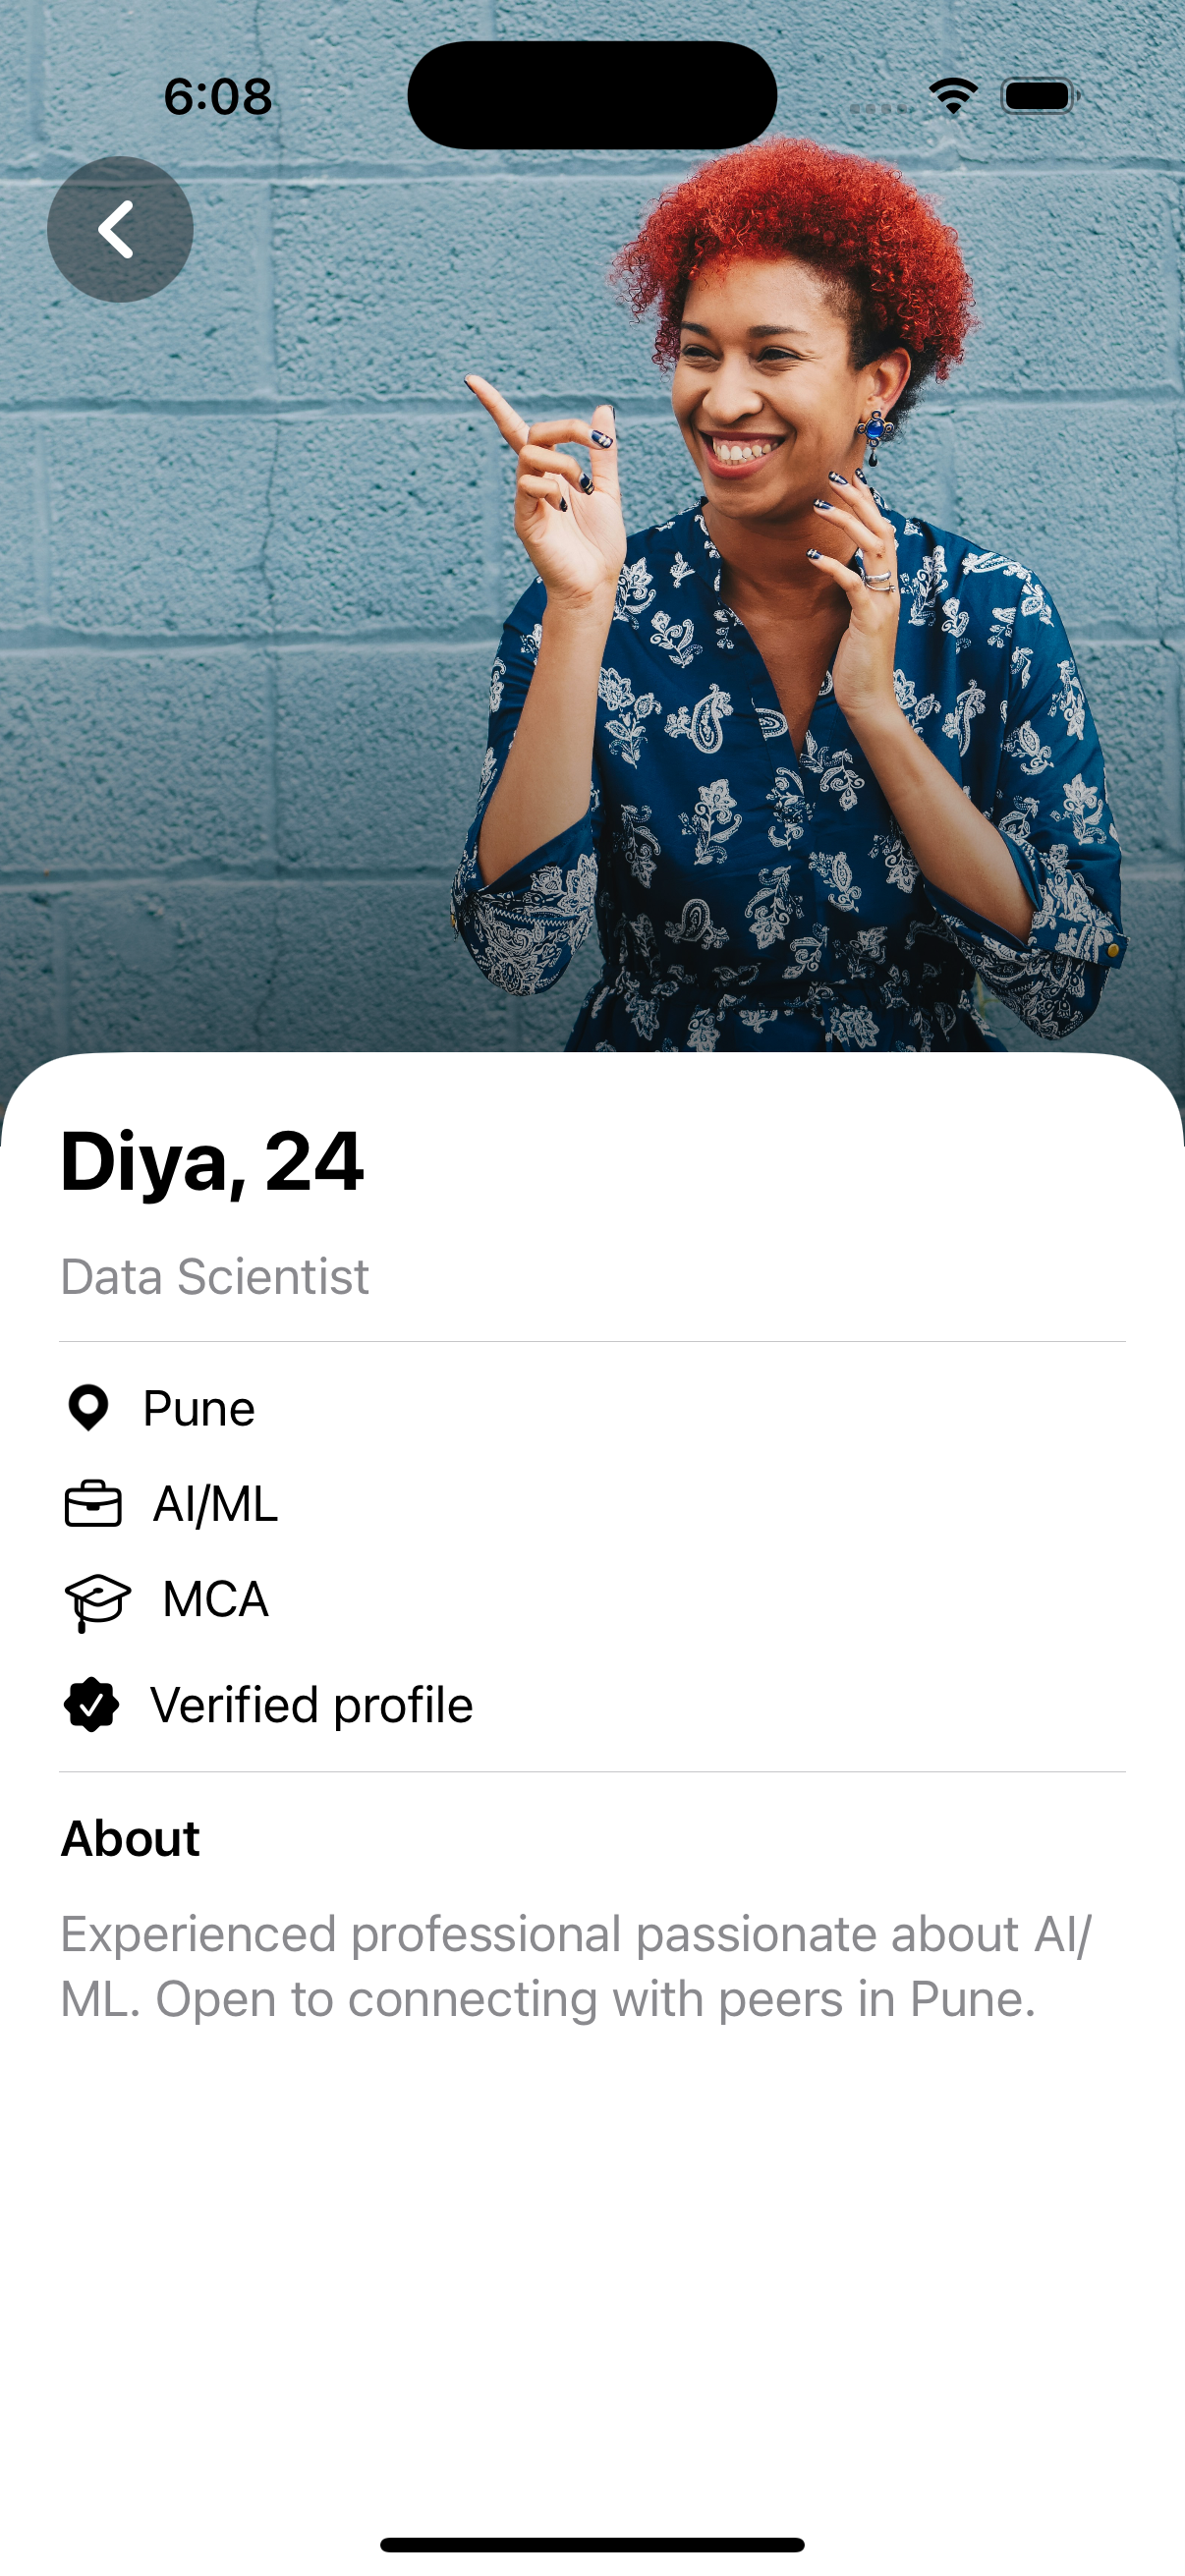 6:08
Diya, 24
Data Scientist
Pune
AI/ML
MCA
Verified profile
About
Experienced professional passionate about AI/
ML. Open to connecting with peers in Pune.